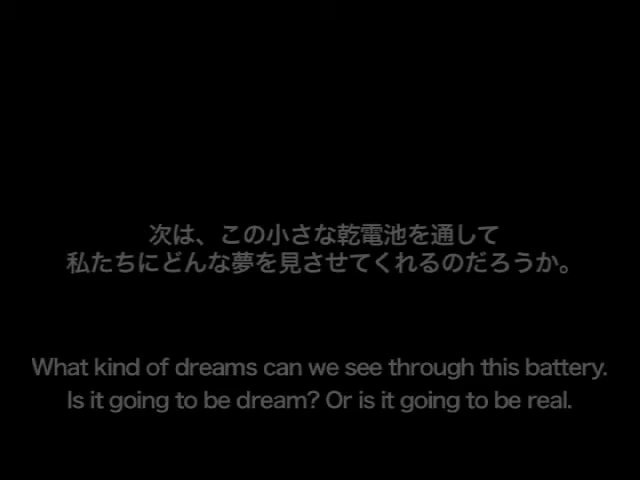 次は、この小さな乾電池を通して
私たちにどんな夢を見させてくれるのだろうか。
What kind of dreams can we see through this battery.
Is it going to be dream? Or is it going to be real.